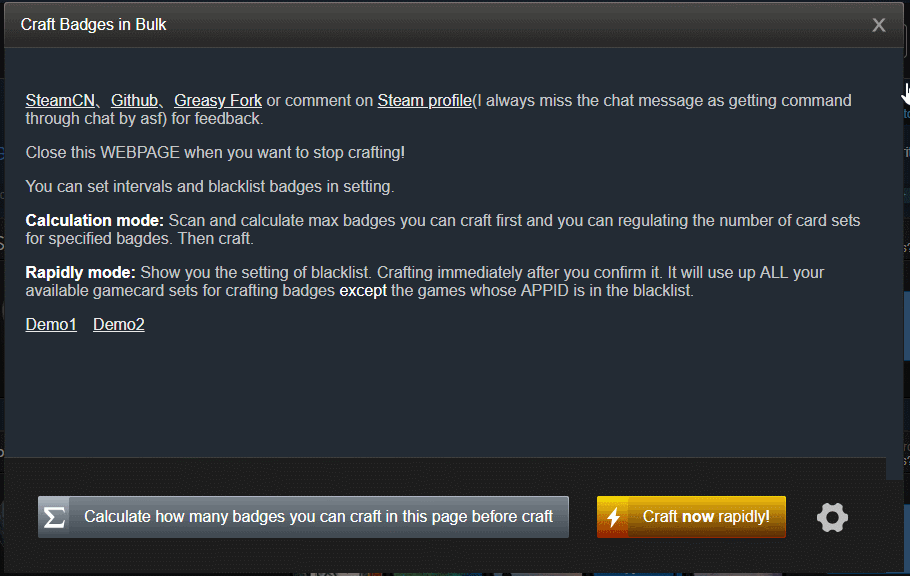 Craft Badges in Bulk
X
SteamCN、Github、Greasy Fork or comment on Steam profile(I always miss the chat message as getting command
through chat by asf) for feedback.
Close this WEBPAGE when you want to stop crafting!
You can set intervals and blacklist badges in setting.
Calculation mode: Scan and calculate max badges you can craft first and you can regulating the number of card sets
for specified bagdes. Then craft.
Rapidly mode: Show you the setting of blacklist. Crafting immediately after you confirm it. It will use up ALL your
available gamecard sets for crafting badges except the games whose APPID is in the blacklist.
Demo1 Demo2
Σ Calculate how many badges you can craft in this page before craft
Craft now rapidly!